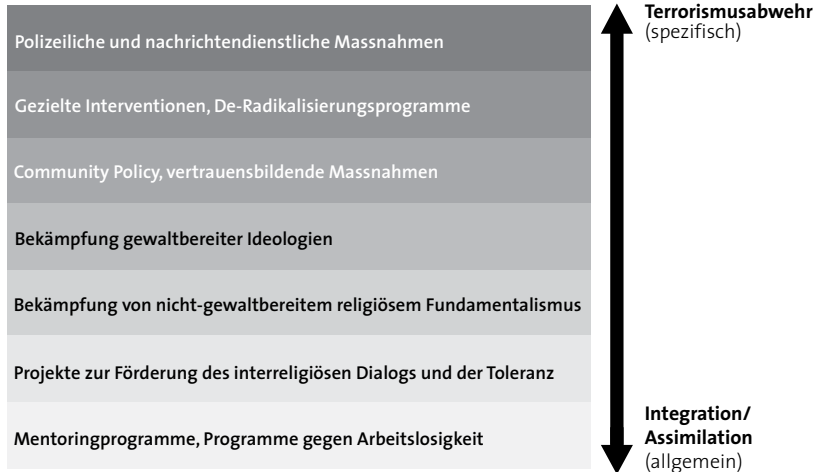 Polizeiliche und nachrichtendienstliche Massnahmen
Gezielte Interventionen, De-Radikalisierungsprogramme
Community Policy, vertrauensbildende Massnahmen
Bekämpfung gewaltbereiter Ideologien
Bekämpfung von nicht-gewaltbereitem religiösem Fundamentalismus
Projekte zur Förderung des interreligiösen Dialogs und der Toleranz
Mentoringprogramme, Programme gegen Arbeitslosigkeit
Terrorismusabwehr
(spezifisch)
Integration/
Assimilation
(allgemein)